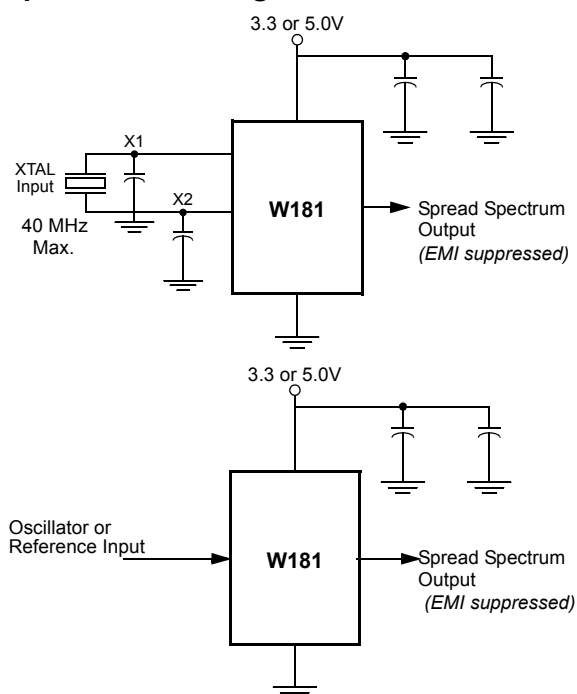 3.3 or 5.0V
X1
XTAL
Input
X2
40 MHz
Max.
W181
Spread Spectrum
Output
(EMI suppressed)
3.3 or 5.0V
Oscillator or
Reference Input
W181
Spread Spectrum
Output
(EMI suppressed)